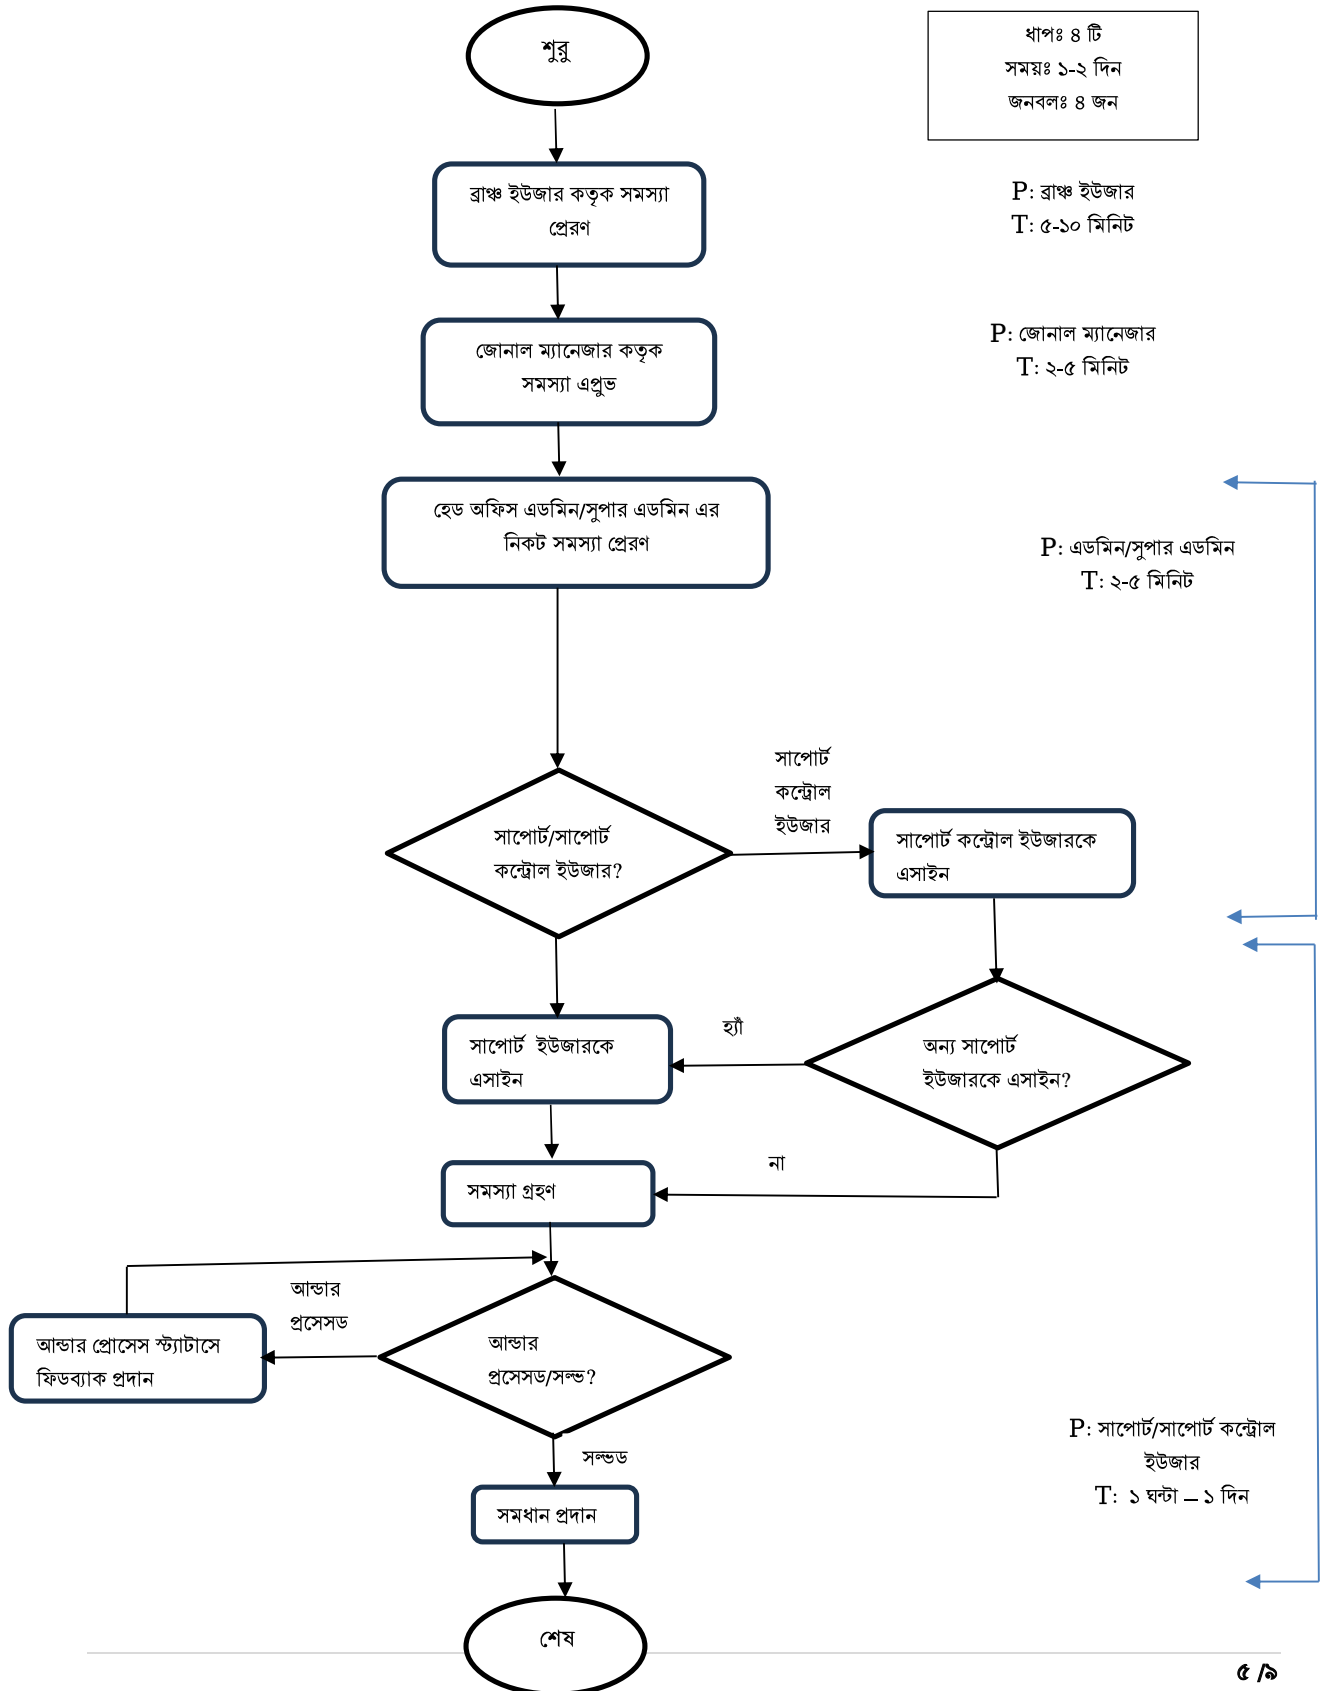 শুরু
ধাপঃ ৪ টি
সময়ঃ ১-২ দিন
জনবলঃ ৪ জন
ব্রাঞ্চ ইউজার কতৃক সমস্যা
প্রেরণ
P: ব্রাঞ্চ ইউজার
T: ৫-১০ মিনিট
জোনাল ম্যানেজার কতৃক
সমস্যা এপ্রুভ
P: জোনাল ম্যানেজার
T: ২-৫ মিনিট
হেড অফিস এডমিন/সুপার এডমিন এর
নিকট সমস্যা প্রেরণ
P: এডমিন/সুপার এডমিন
T: ২-৫ মিনিট
সাপোর্ট/সাপোর্ট
কন্ট্রোল ইউজার?
সাপোর্ট
কন্ট্রোল
ইউজার
সাপোর্ট কন্ট্রোল ইউজারকে
এসাইন
অন্য সাপোর্ট
ইউজারকে এসাইন?
হ্যাঁ
সাপোর্ট ইউজারকে
এসাইন
না
সমস্যা গ্রহণ
আন্ডার
প্রসেসড
আন্ডার প্রোসেস স্ট্যাটাসে
ফিডব্যাক প্রদান
আন্ডার
প্রসেসড/সল্ভ?
সল্ভড
P: সাপোর্ট/সাপোর্ট কন্ট্রোল
ইউজার
T: ১ ঘন্টা – ১ দিন
সমধান প্রদান
শেষ
৫ /৯